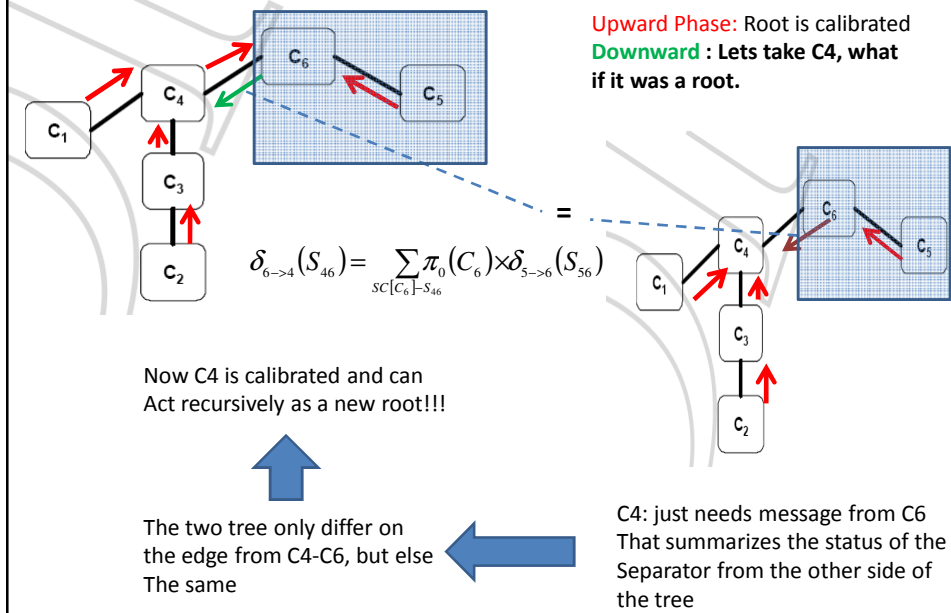 Upward Phase: Root is calibrated
Downward : Lets take C4, what
if it was a root.
C₁
C₄
C₆
C₅
C₃
C₂
=
δ₆₋>₄(S₄₆)= ∑ π₀(C₆)×δ₅₋>₆(S₅₆)
SC[C₆]−S₄₆
C₆
C₄
C₅
C₁
C₃
C₂
Now C4 is calibrated and can
Act recursively as a new root!!!
The two tree only differ on
the edge from C4-C6, but else
The same
C4: just needs message from C6
That summarizes the status of the
Separator from the other side of
the tree